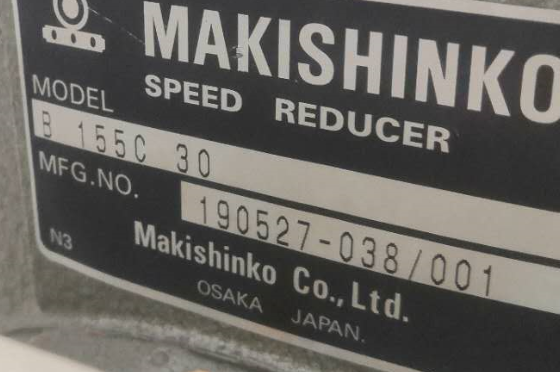 MAKISHINKO
SPEED REDUCER
MODEL
B 155C 30
MFG.NO.
190527-038/001
N3
Makishinko Co.,Ltd.
OSAKA JAPAN.